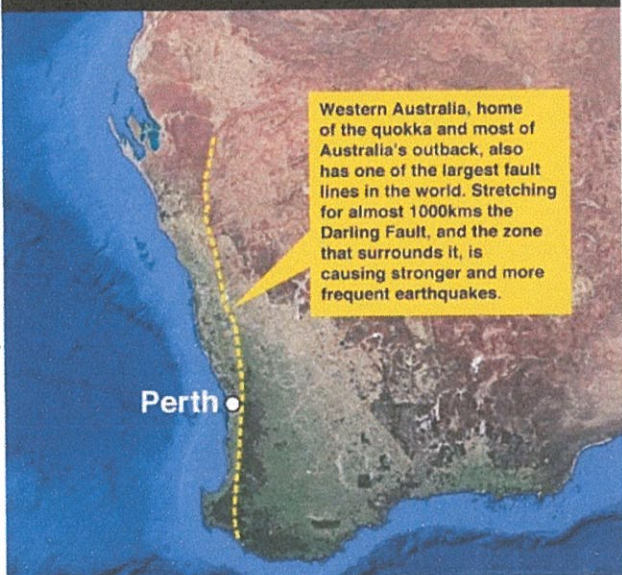 Western Australia, home
of the quokka and most of
Australia's outback, also
has one of the largest fault
lines in the world. Stretching
for almost 1000kms the
Darling Fault, and the zone
that surrounds it, is
causing stronger and more
frequent earthquakes.
Perth